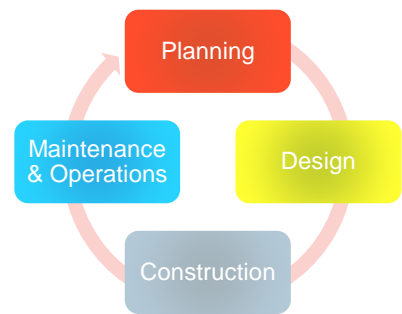 Planning
Design
Construction
Maintenance
& Operations